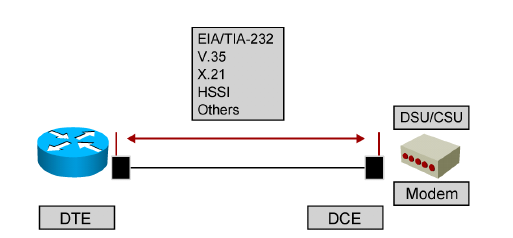 EIA/TIA-232
V.35
X.21
HSSI
Others
DSU/CSU
Modem
DTE
DCE